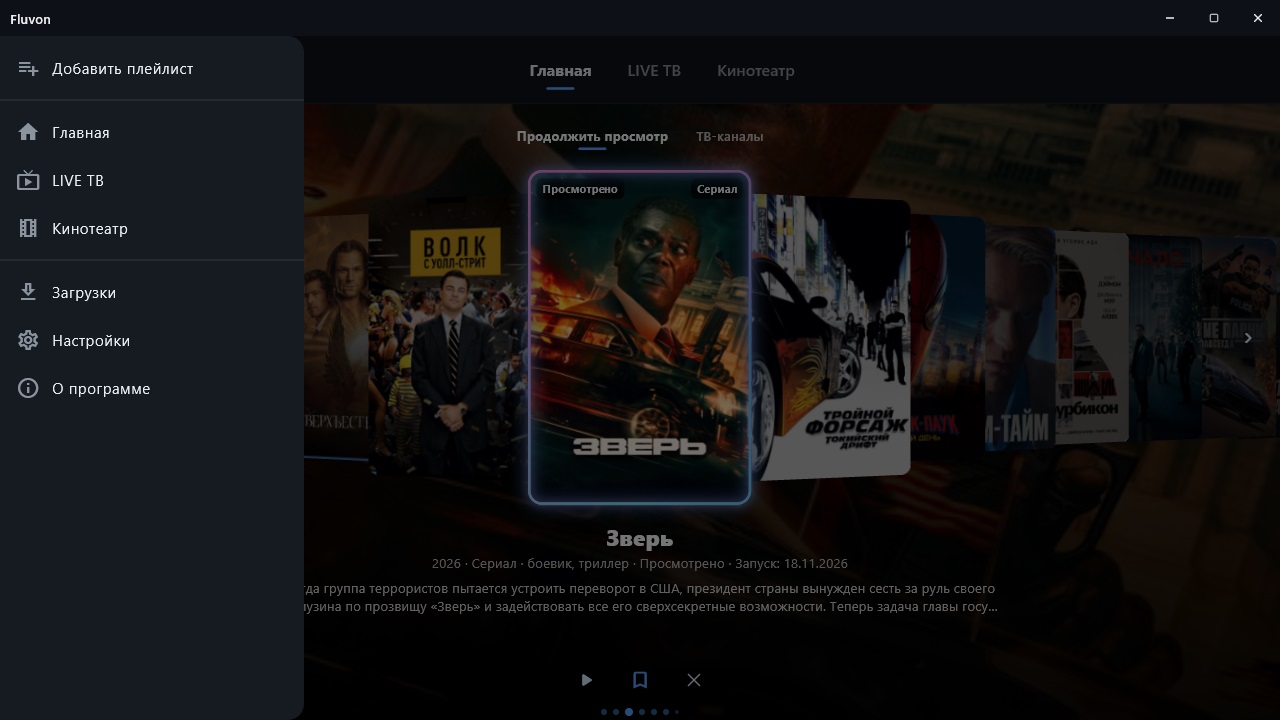 Fluvon
Добавить плейлист
Главная
LIVE ТВ
Кинотеатр
Загрузки
Настройки
О программе
Главная
LIVE ТВ
Кинотеатр
Продолжить просмотр
ТВ-каналы
Просмотрено
Сериал
ВОЛК
С УОЛЛ-СТРИТ
ЗВЕРЬ
ТРОЙНОЙ
ФОРСАЖ
ТОКИЙСКИЙ
ДРИФТ
Зверь
2026 · Сериал · боевик, триллер · Просмотрено · Запуск: 18.11.2026
гда группа террористов пытается устроить переворот в США, президент страны вынужден сесть за руль своего
узина по прозвищу «Зверь» и задействовать все его сверхсекретные возможности. Теперь задача главы госу...